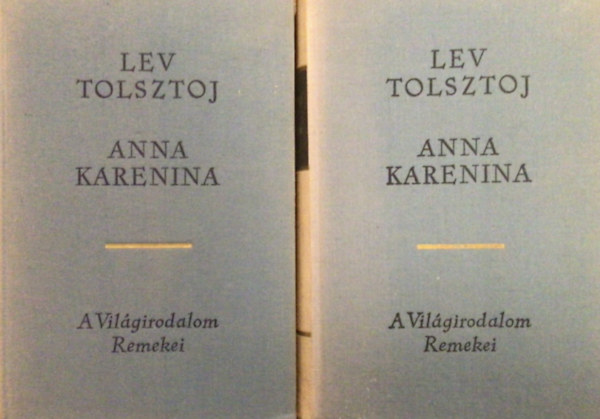 LEV
TOLSZTOJ
ANNA
KARENINA
A Világirodalom
Remekei
LEV
TOLSZTOJ
ANNA
KARENINA
A Világirodalom
Remekei